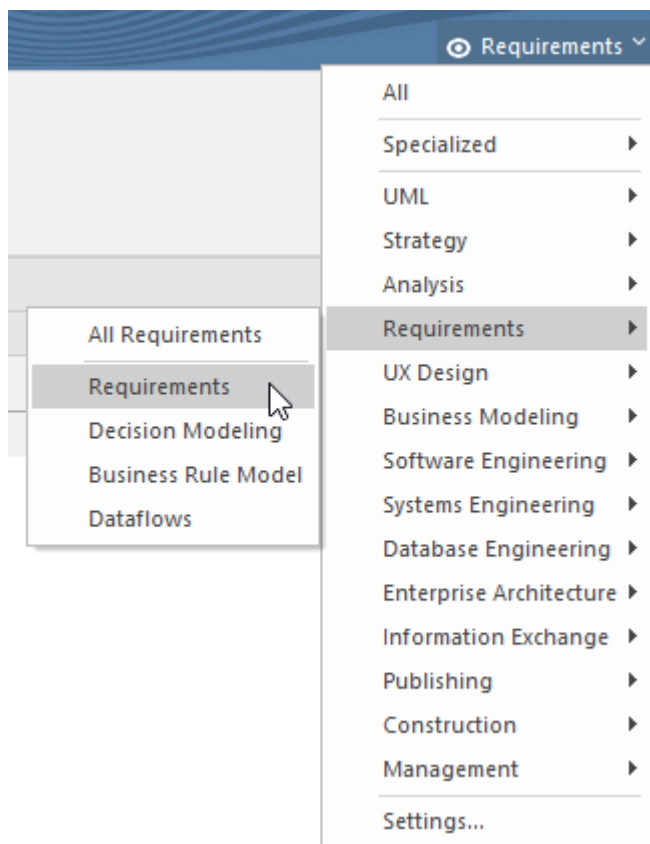 Requirements
All
Specialized
UML
Strategy
Analysis
Requirements
UX Design
Business Modeling
Software Engineering
Systems Engineering
Database Engineering
Enterprise Architecture
Information Exchange
Publishing
Construction
Management
Settings...
All Requirements
Requirements
Decision Modeling
Business Rule Model
Dataflows